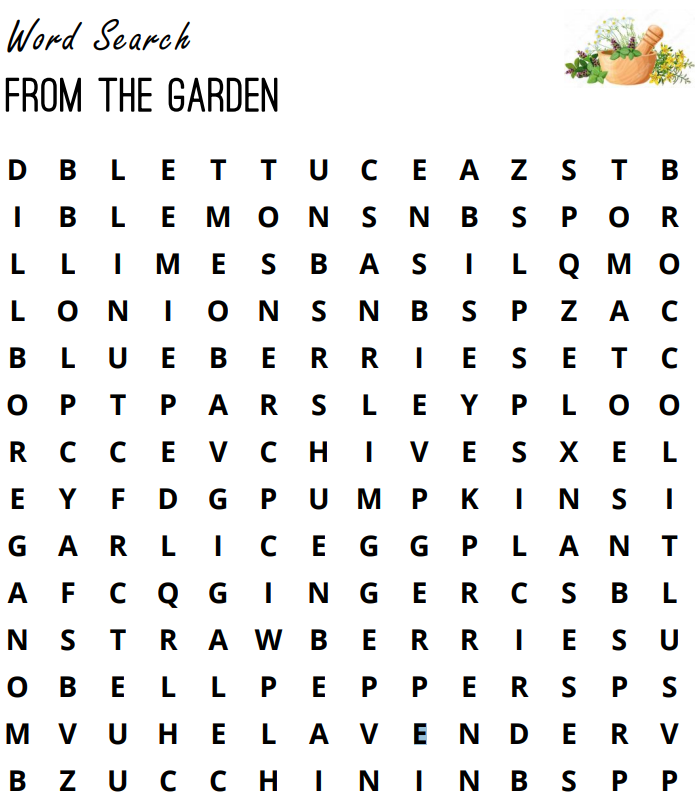 Word Search
FROM THE GARDEN
D B L E T T U C E A Z S T B
I B L E M O N S N B S P O R
L L I M E S B A S I L Q M O
L O N I O N S N B S P Z A C
B L U E B E R R I E S E T C
O P T P A R S L E Y P L O O
R C C E V C H I V E S X E L
E Y F D G P U M P K I N S I
G A R L I C E G G P L A N T
A F C Q G I N G E R C S B L
N S T R A W B E R R I E S U
O B E L L P E P P E R S P S
M V U H E L A V E N D E R V
B Z U C C H I N I N B S P P